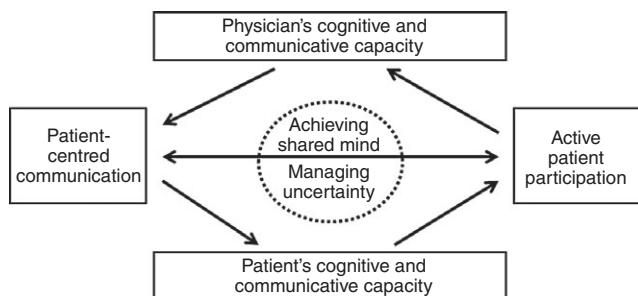 Physician's cognitive and
communicative capacity
Patient-
centred
communication
Achieving
shared mind
Managing
uncertainty
Active
patient
participation
Patient's cognitive and
communicative capacity